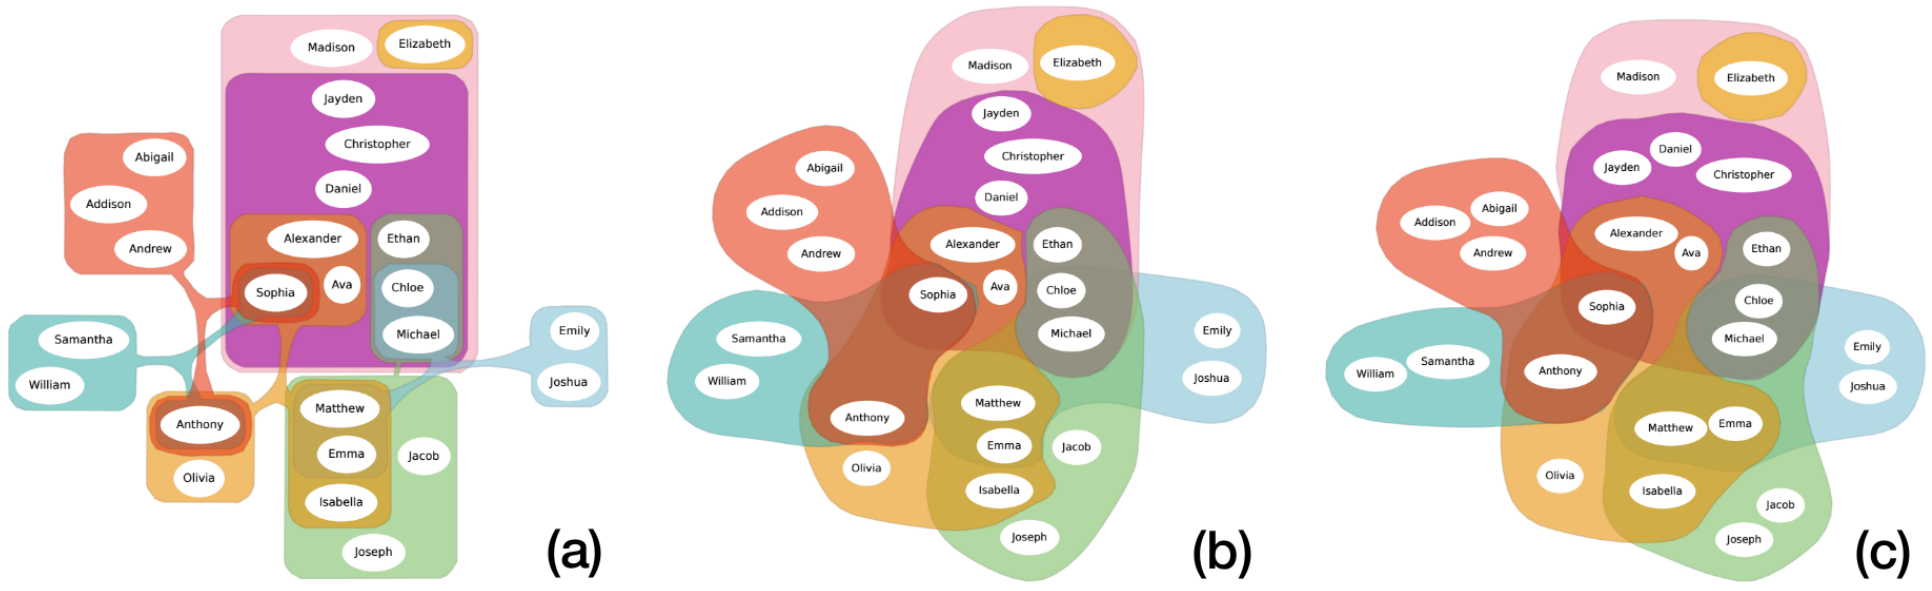 Madison
Elizabeth
Jayden
Christopher
Daniel
Abigail
Addison
Andrew
Alexander
Ethan
Sophia
Ava
Chloe
Michael
Samantha
William
Emily
Joshua
Anthony
Olivia
Matthew
Emma
Jacob
Isabella
Joseph
(a)
Madison
Elizabeth
Jayden
Christopher
Daniel
Abigail
Addison
Andrew
Alexander
Ethan
Sophia
Ava
Chloe
Michael
Samantha
William
Emily
Joshua
Anthony
Olivia
Matthew
Emma
Jacob
Isabella
Joseph
(b)
Madison
Elizabeth
Daniel
Jayden
Christopher
Abigail
Addison
Andrew
Alexander
Ava
Ethan
Sophia
Chloe
Michael
William
Samantha
Anthony
Emily
Joshua
Matthew
Emma
Olivia
Isabella
Jacob
Joseph
(c)